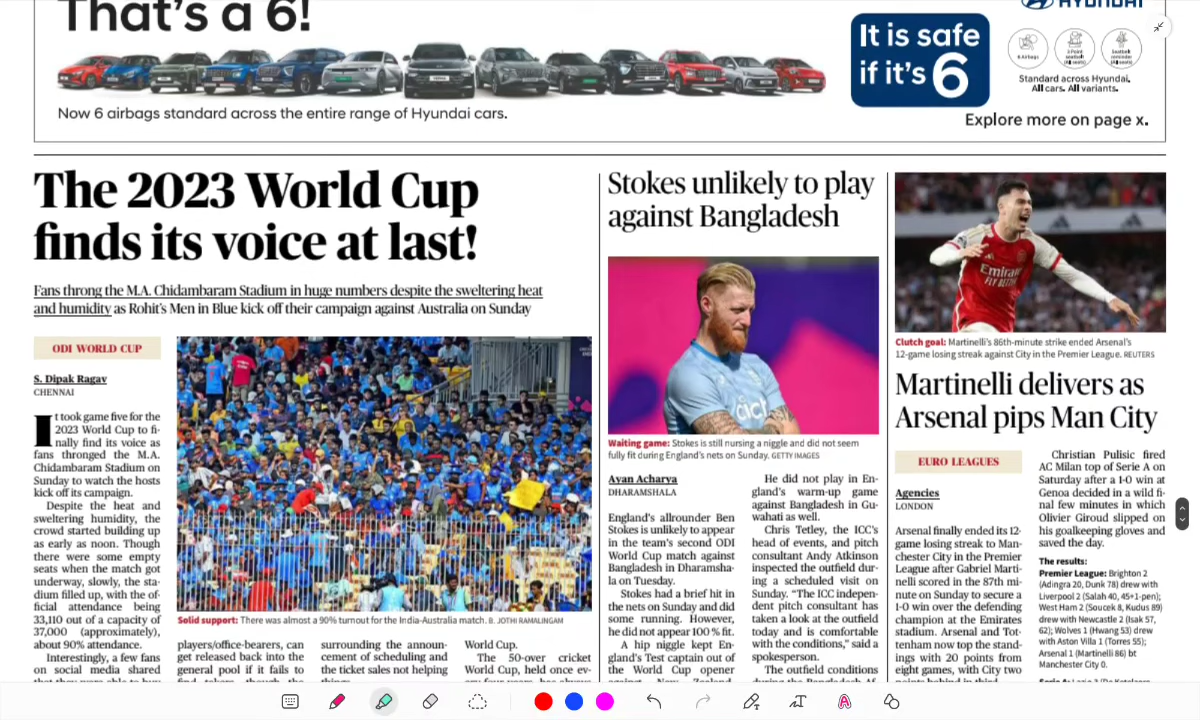 That's a 6!
HYUNDAI
It is safe
if it's 6
6 Airbags
3 Point
seatbelt
(All seats)
Seatbelt
reminder
(All seats)
Standard across Hyundai.
All cars. All variants.
Now 6 airbags standard across the entire range of Hyundai cars.
Explore more on page x.
The 2023 World Cup
finds its voice at last!
Fans throng the M.A. Chidambaram Stadium in huge numbers despite the sweltering heat
and humidity as Rohit's Men in Blue kick off their campaign against Australia on Sunday
ODI WORLD CUP
S. Dipak Ragav
CHENNAI
It took game five for the
2023 World Cup to fi-
nally find its voice as
fans thronged the M.A.
Chidambaram Stadium on
Sunday to watch the hosts
kick off its campaign.
Despite the heat and
sweltering humidity, the
crowd started building up
as early as noon. Though
there were some empty
seats when the match got
underway, slowly, the sta-
dium filled up, with the of-
ficial attendance being
33,110 out of a capacity of
37,000 (approximately),
about 90% attendance.
Interestingly, a few fans
on social media shared
Solid support: There was almost a 90% turnout for the India-Australia match. B. JOTHI RAMALINGAM
players/office-bearers, can
get released back into the
general pool if it fails to
surrounding the announ-
cement of scheduling and
the ticket sales not helping
things.
World Cup.
The 50-over cricket
World Cup, held once ev-
Stokes unlikely to play
against Bangladesh
act
Waiting game: Stokes is still nursing a niggle and did not seem
fully fit during England's nets on Sunday. GETTY IMAGES
Ayan Acharya
DHARAMSHALA
England's allrounder Ben
Stokes is unlikely to appear
in the team's second ODI
World Cup match against
Bangladesh in Dharamsha-
la on Tuesday.
Stokes had a brief hit in
the nets on Sunday and did
some running. However,
he did not appear 100% fit.
A hip niggle kept En-
gland's Test captain out of
the World Cup opener
against New Zealand.
He did not play in En-
gland's warm-up game
against Bangladesh in Gu-
wahati as well.
Chris Tetley, the ICC's
head of events, and pitch
consultant Andy Atkinson
inspected the outfield dur-
ing a scheduled visit on
Sunday. "The ICC indepen-
dent pitch consultant has
taken a look at the outfield
today and is comfortable
with the conditions," said a
spokesperson.
The outfield conditions
during the Bangladesh-Af-
Emirates
FLY BETTER
Clutch goal: Martinelli's 86th-minute strike ended Arsenal's
12-game losing streak against City in the Premier League. REUTERS
Martinelli delivers as
Arsenal pips Man City
EURO LEAGUES
Agencies
LONDON
Arsenal finally ended its 12-
game losing streak to Man-
chester City in the Premier
League after Gabriel Marti-
nelli scored in the 87th mi-
nute on Sunday to secure a
1-0 win over the defending
champion at the Emirates
stadium. Arsenal and Tot-
tenham now top the stand-
ings with 20 points from
eight games, with City two
points behind in third.
Christian Pulisic fired
AC Milan top of Serie A on
Saturday after a 1-0 win at
Genoa decided in a wild fi-
nal few minutes in which
Olivier Giroud slipped on
his goalkeeping gloves and
saved the day.
The results:
Premier League: Brighton 2
(Adingra 20, Dunk 78) drew with
Liverpool 2 (Salah 40, 45+1-pen);
West Ham 2 (Soucek 8, Kudus 89)
drew with Newcastle 2 (Isak 57,
62); Wolves 1 (Hwang 53) drew
with Aston Villa 1 (Torres 55);
Arsenal 1 (Martinelli 86) bt
Manchester City 0.